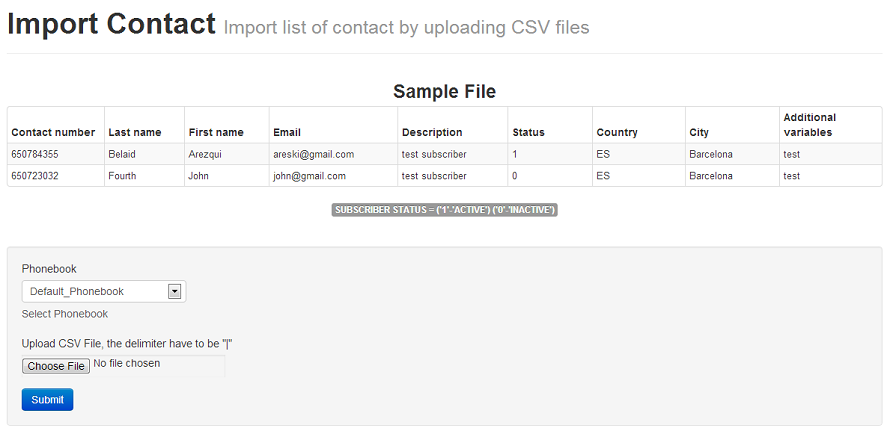 Import Contact Import list of contact by uploading CSV files
Sample File
Contact number Last name First name Email Description Status Country City Additional variables
650784355 Belaid Arezqui areski@gmail.com test subscriber 1 ES Barcelona test
650723032 Fourth John john@gmail.com test subscriber 0 ES Barcelona test
SUBSCRIBER STATUS = ('1'-'ACTIVE') ('0'-'INACTIVE')
Phonebook
Default_Phonebook
Select Phonebook
Upload CSV File, the delimiter have to be "|"
Choose File No file chosen
Submit